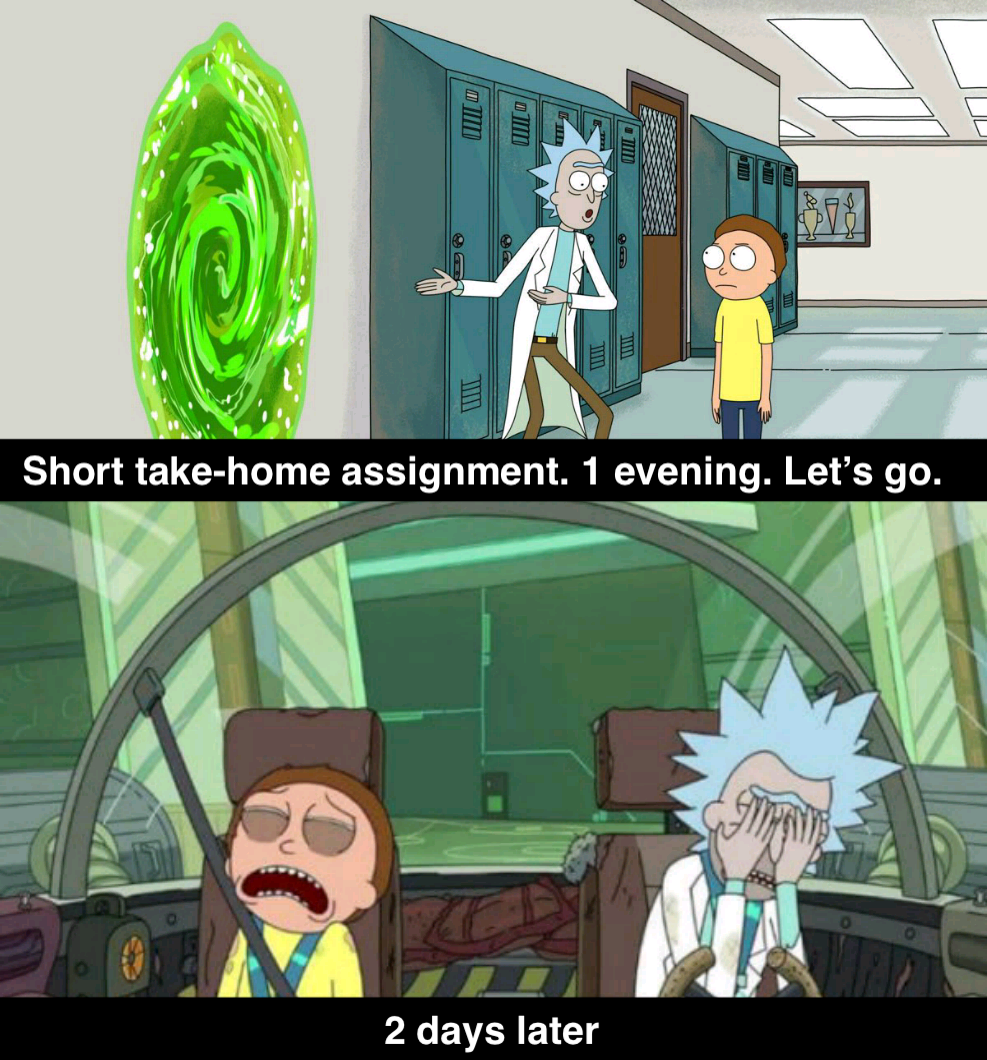 Short take-home assignment. 1 evening. Let’s go.
2 days later